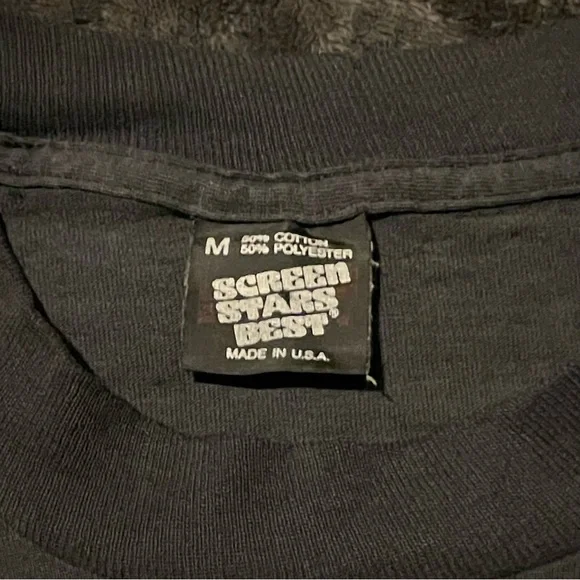 M 50% COTTON
50% POLYESTER
SCREEN
STARS
BEST®
MADE IN U.S.A.